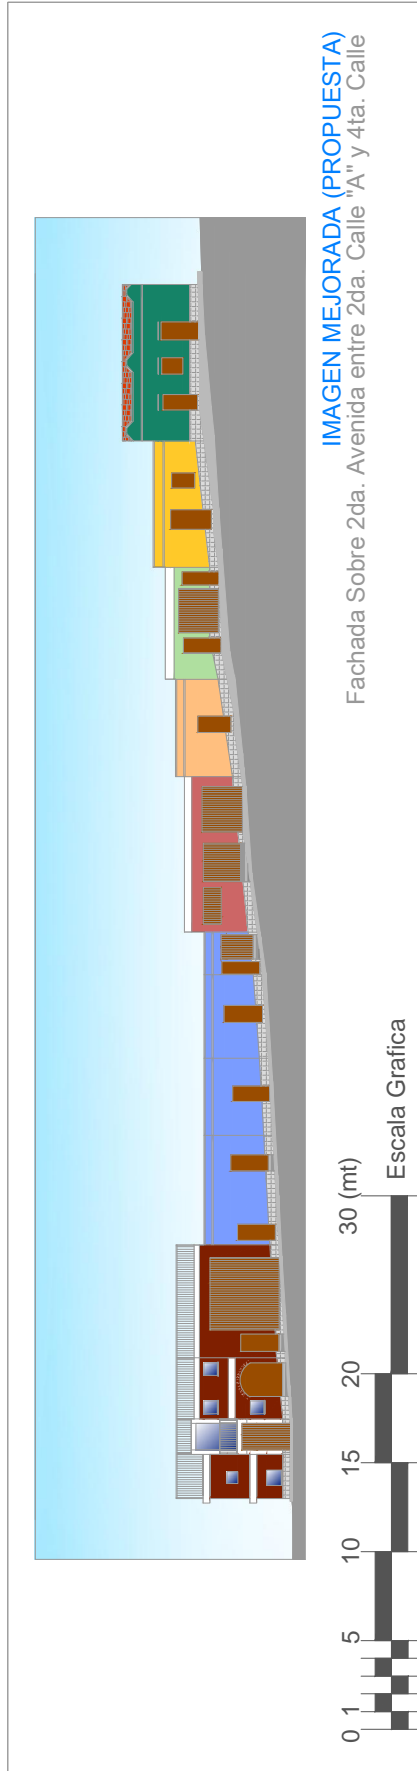 IMAGEN MEJORADA (PROPUESTA)
Fachada Sobre 2da. Avenida entre 2da. Calle "A" y 4ta. Calle
0 1 5 10 15 20 30 (mt)
Escala Grafica